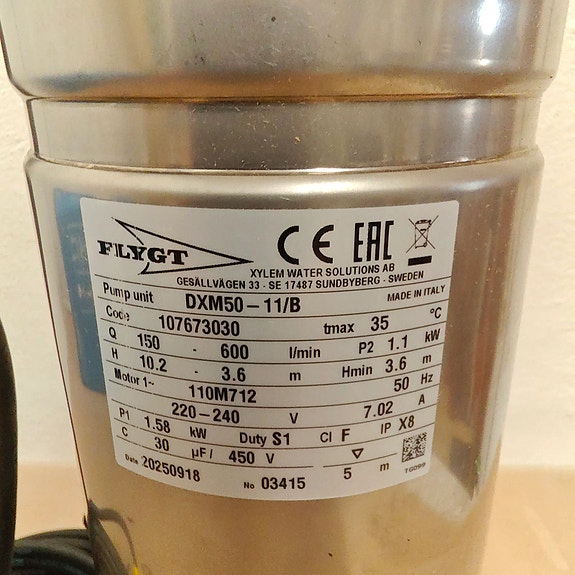 FLYGT CE EAC
XYLEM WATER SOLUTIONS AB
GESÄLLVÄGEN 33 - SE 17487 SUNDBYBERG - SWEDEN
Pump unit DXM50-11/B MADE IN ITALY
Code 107673030 tmax 35 °C
Q 150 - 600 l/min P2 1.1 kW
H 10.2 - 3.6 m Hmin 3.6 m
Motor 1~ 110M712 50 Hz
220-240 V 7.02 A
P1 1.58 kW Duty S1 Cl F IP X8
C 30 µF/ 450 V ▽ 5 m
Date 20250918 No 03415 TG099